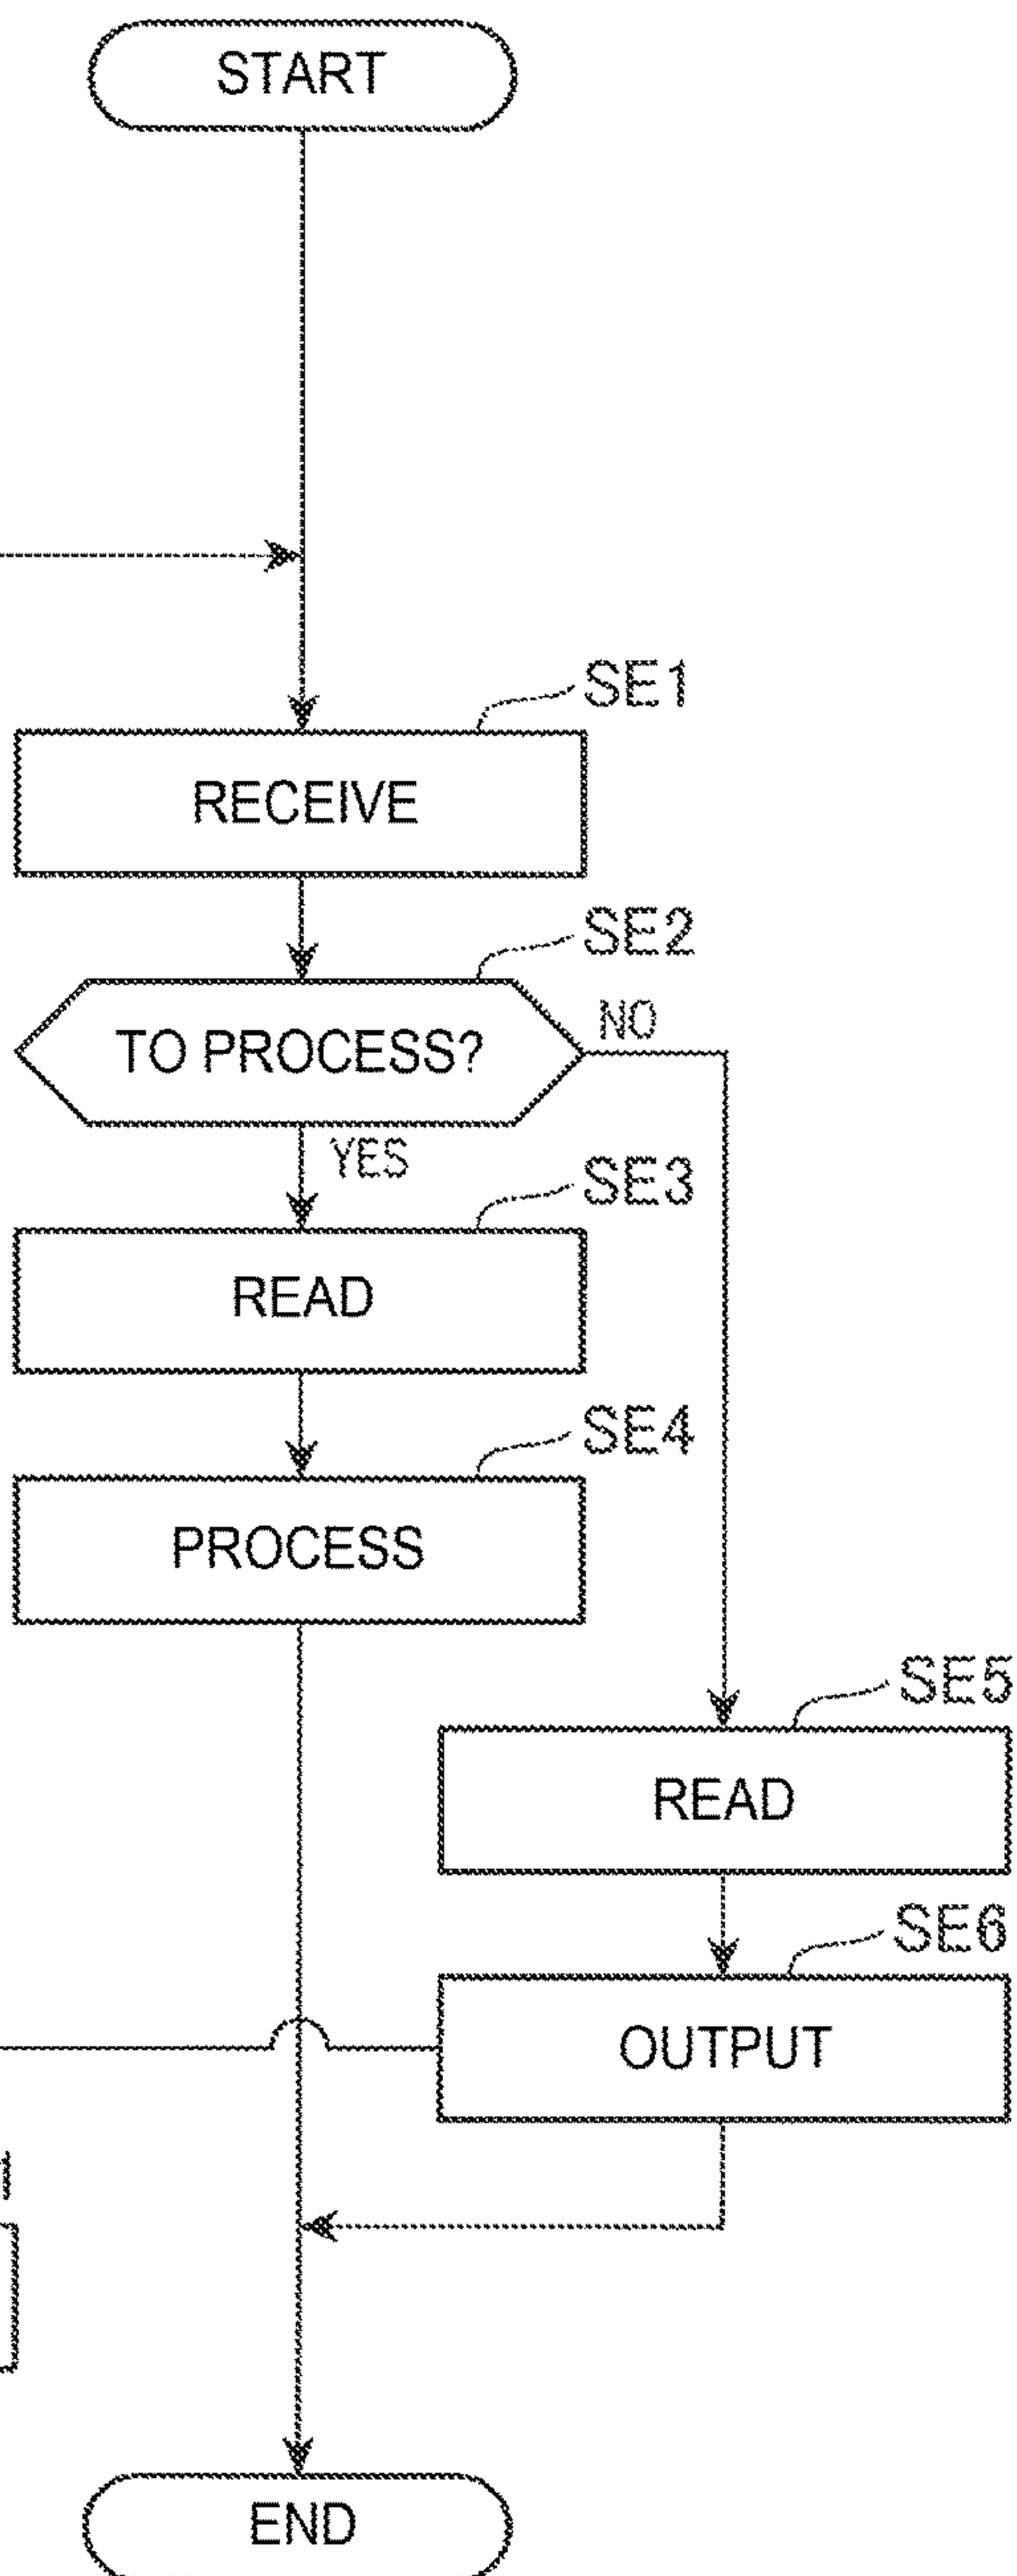 START
SE1
RECEIVE
SE2
TO PROCESS?
NO
YES
SE3
READ
SE4
PROCESS
SE5
READ
SE6
OUTPUT
END